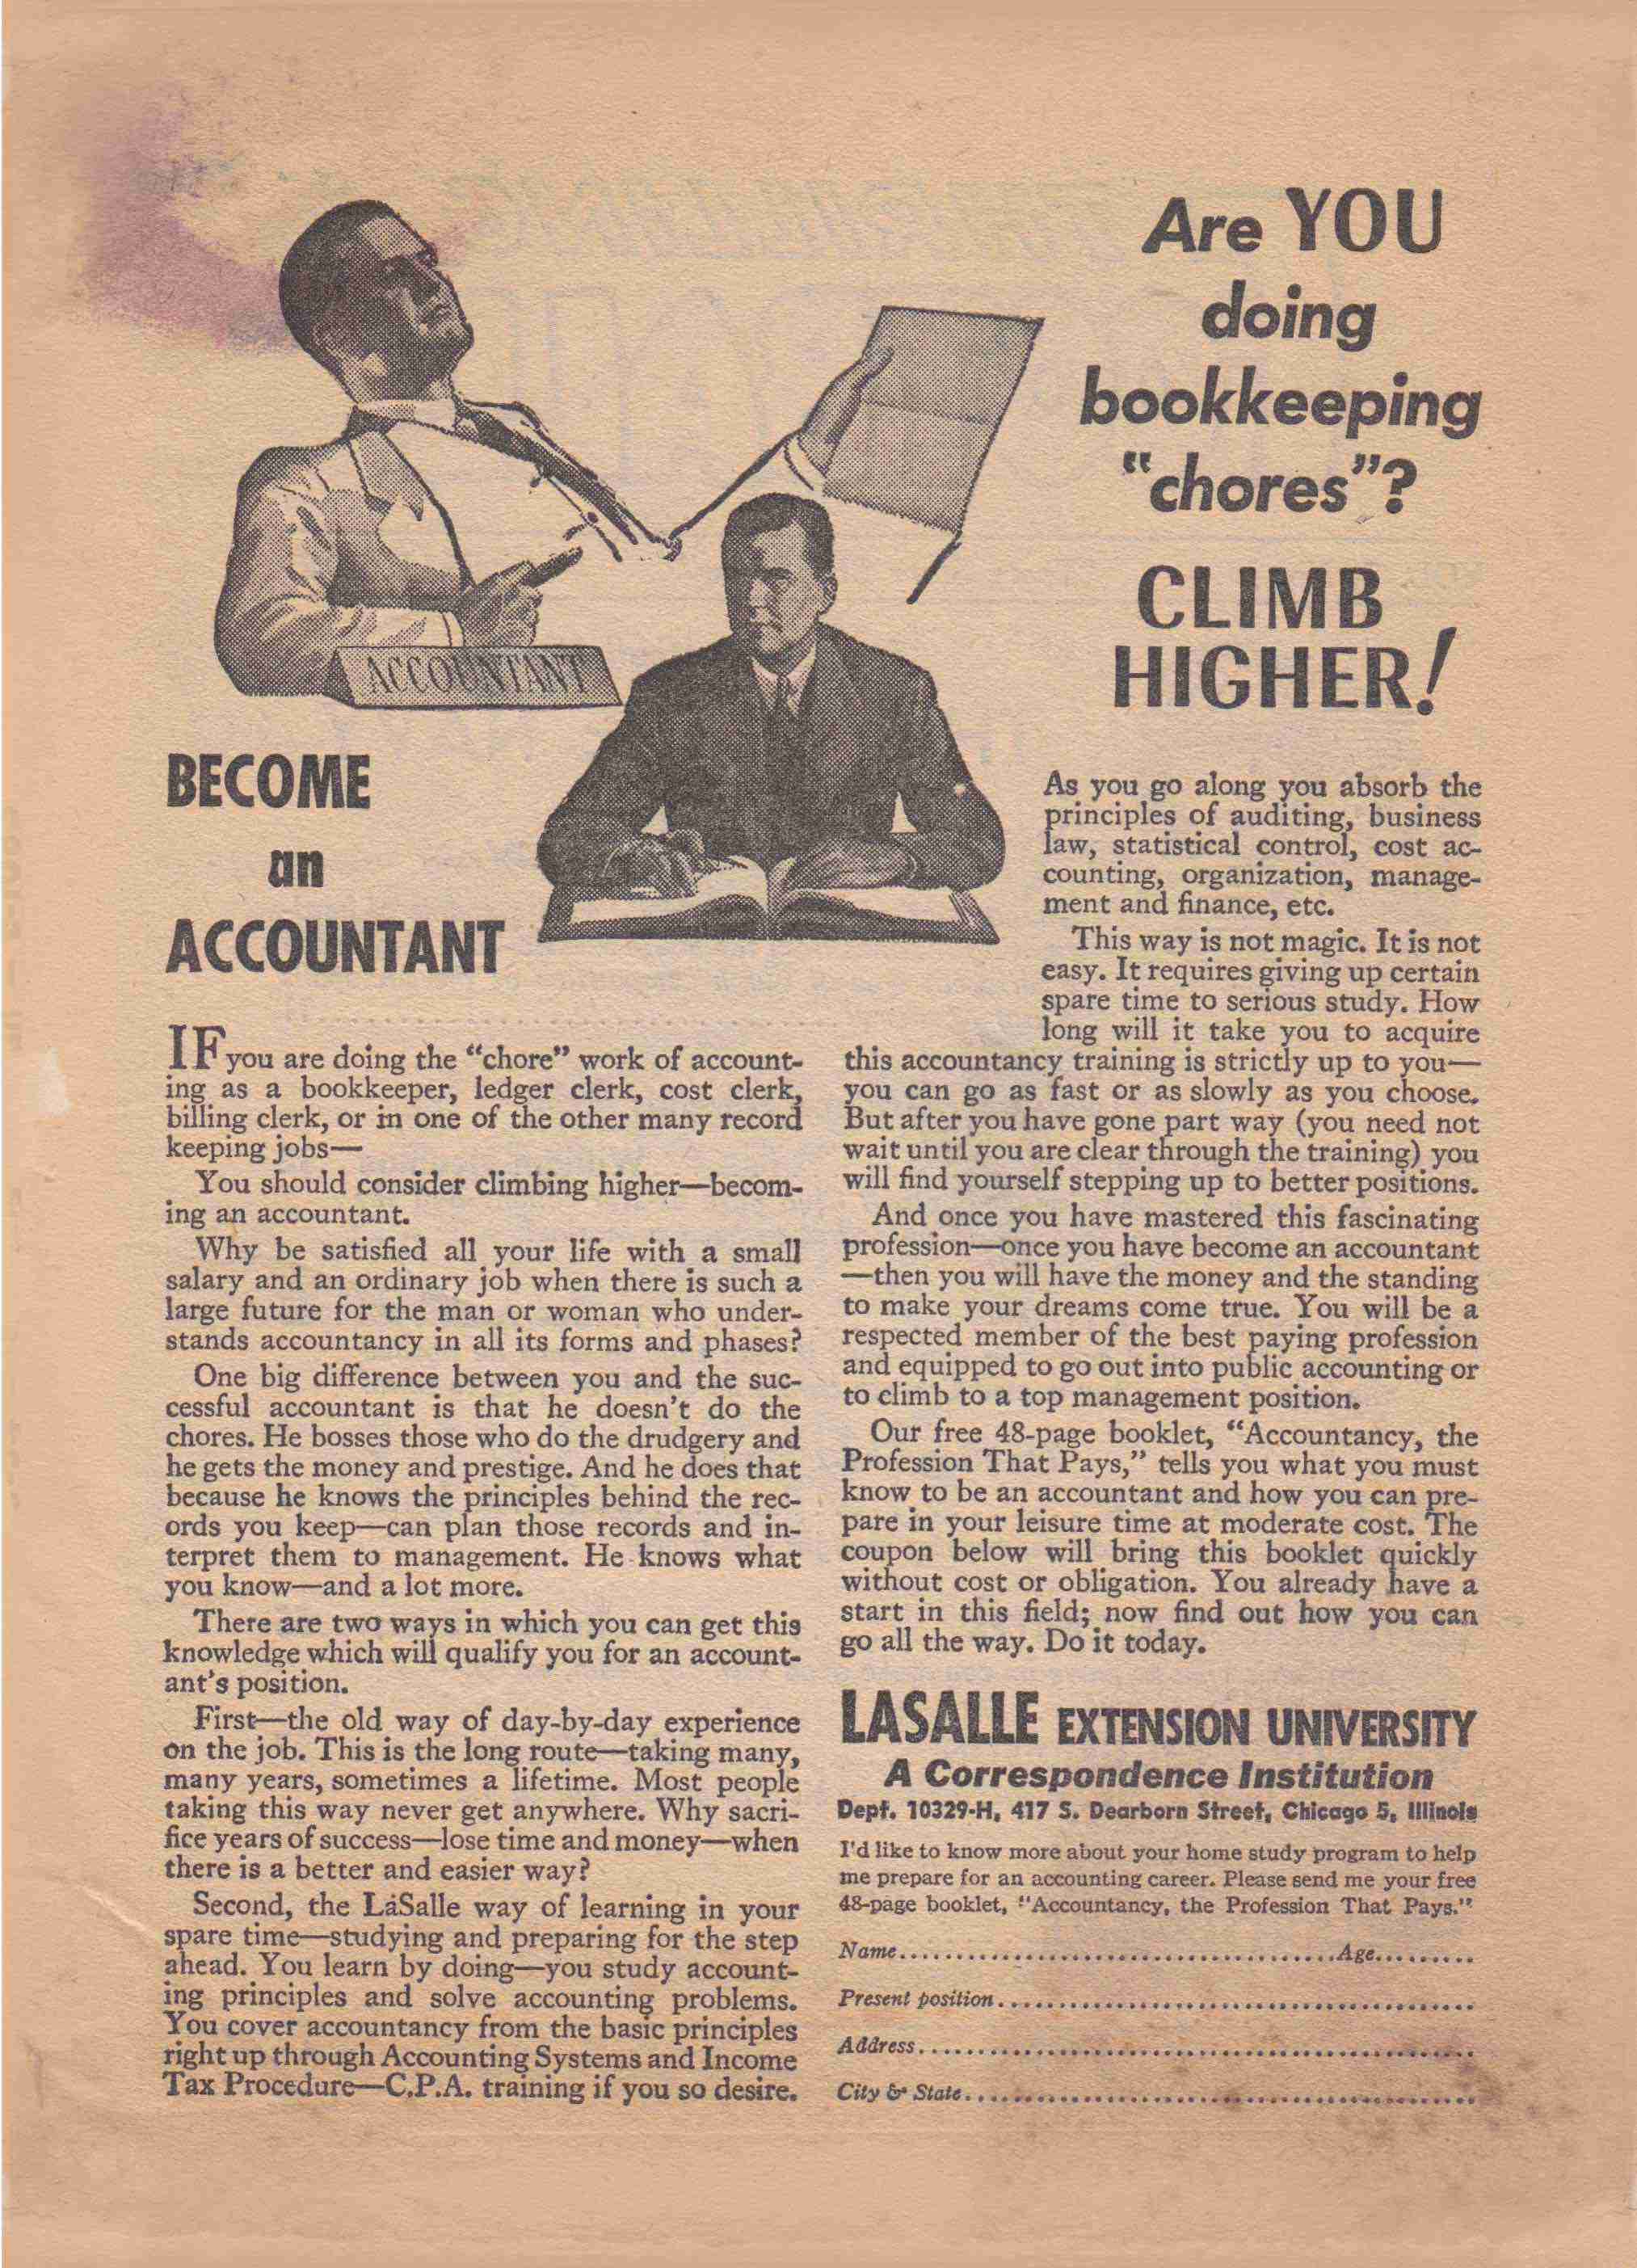 Are YOU
doing
bookkeeping
"chores"?
CLIMB
HIGHER!
ACCOUNTANT
BECOME
an
ACCOUNTANT
IF you are doing the "chore" work of account-
ing as a bookkeeper, ledger clerk, cost clerk,
billing clerk, or in one of the other many record
keeping jobs—
You should consider climbing higher—becom-
ing an accountant.
Why be satisfied all your life with a small
salary and an ordinary job when there is such a
large future for the man or woman who under-
stands accountancy in all its forms and phases?
One big difference between you and the suc-
cessful accountant is that he doesn't do the
chores. He bosses those who do the drudgery and
he gets the money and prestige. And he does that
because he knows the principles behind the rec-
ords you keep—can plan those records and in-
terpret them to management. He knows what
you know—and a lot more.
There are two ways in which you can get this
knowledge which will qualify you for an account-
ant's position.
First—the old way of day-by-day experience
on the job. This is the long route—taking many,
many years, sometimes a lifetime. Most people
taking this way never get anywhere. Why sacri-
fice years of success—lose time and money—when
there is a better and easier way?
Second, the LaSalle way of learning in your
spare time—studying and preparing for the step
ahead. You learn by doing—you study account-
ing principles and solve accounting problems.
You cover accountancy from the basic principles
right up through Accounting Systems and Income
Tax Procedure—C.P.A. training if you so desire.
As you go along you absorb the
principles of auditing, business
law, statistical control, cost ac-
counting, organization, manage-
ment and finance, etc.
This way is not magic. It is not
easy. It requires giving up certain
spare time to serious study. How
long will it take you to acquire
this accountancy training is strictly up to you—
you can go as fast or as slowly as you choose.
But after you have gone part way (you need not
wait until you are clear through the training) you
will find yourself stepping up to better positions.
And once you have mastered this fascinating
profession—once you have become an accountant
—then you will have the money and the standing
to make your dreams come true. You will be a
respected member of the best paying profession
and equipped to go out into public accounting or
to climb to a top management position.
Our free 48-page booklet, "Accountancy, the
Profession That Pays," tells you what you must
know to be an accountant and how you can pre-
pare in your leisure time at moderate cost. The
coupon below will bring this booklet quickly
without cost or obligation. You already have a
start in this field; now find out how you can
go all the way. Do it today.
LASALLE EXTENSION UNIVERSITY
A Correspondence Institution
Dept. 10329-H, 417 S. Dearborn Street, Chicago 5, Illinois
I'd like to know more about your home study program to help
me prepare for an accounting career. Please send me your free
48-page booklet, "Accountancy, the Profession That Pays."
Name........................................Age.........
Present position...........................................
Address..................................................
City & State..............................................